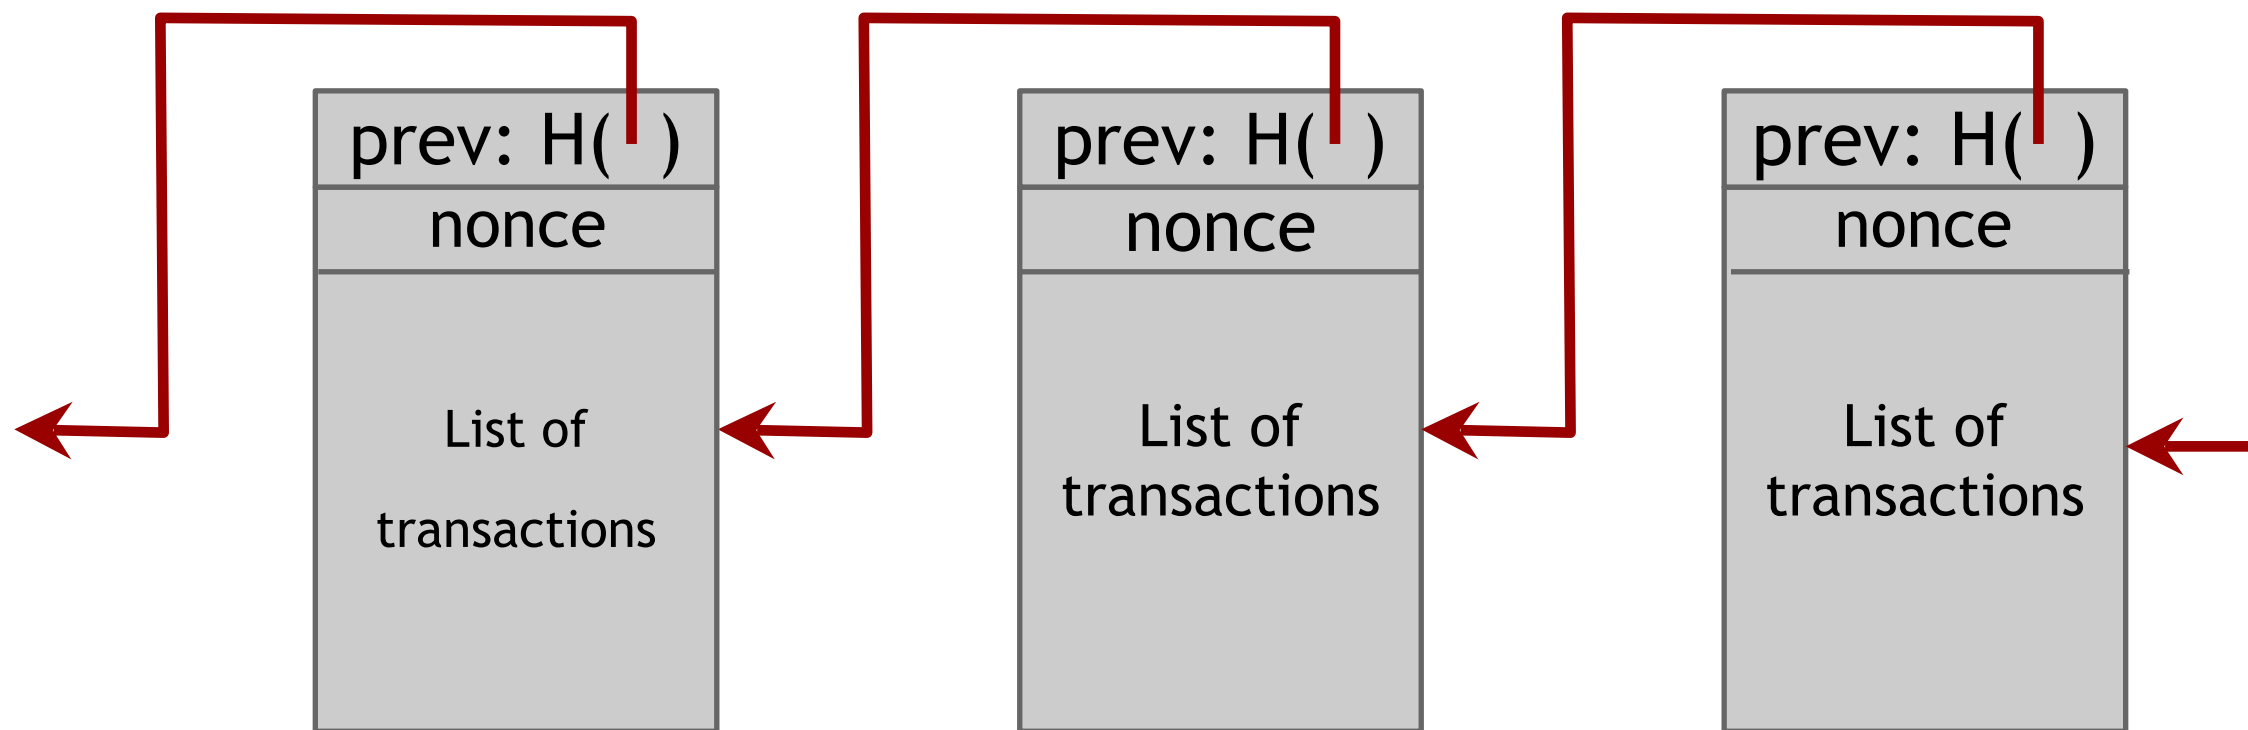 prev: H( )
nonce
List of
transactions
prev: H( )
nonce
List of
transactions
prev: H( )
nonce
List of
transactions